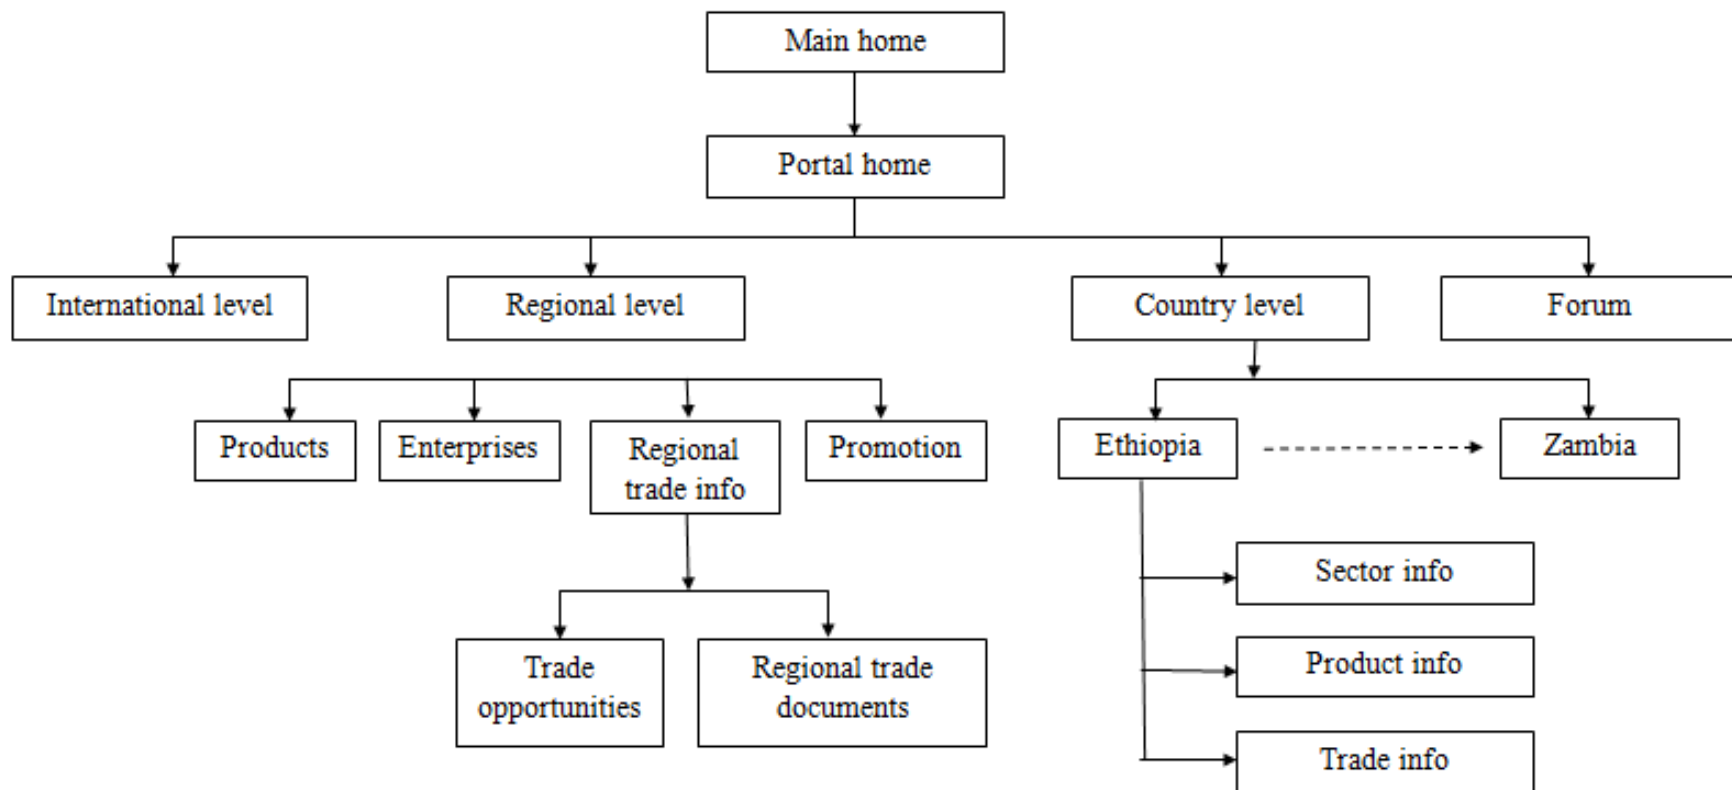 Main home
Portal home
International level
Regional level
Country level
Forum
Products
Enterprises
Regional
trade info
Promotion
Ethiopia
Zambia
Sector info
Product info
Trade info
Trade
opportunities
Regional trade
documents